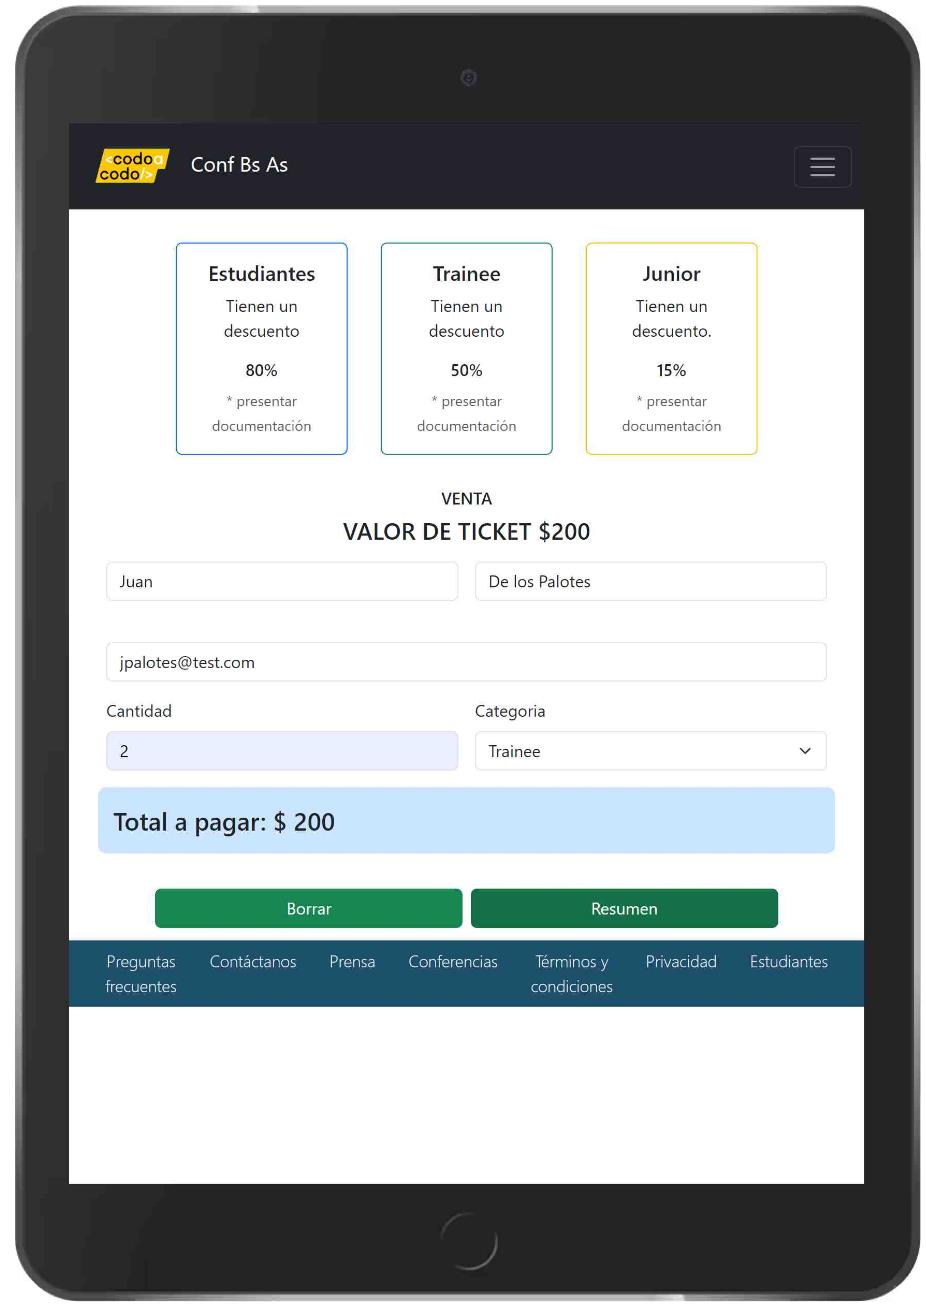 <codoa
codo/>
Conf Bs As
Estudiantes
Tienen un
descuento
80%
* presentar
documentación
Trainee
Tienen un
descuento
50%
* presentar
documentación
Junior
Tienen un
descuento.
15%
* presentar
documentación
VENTA
VALOR DE TICKET $200
Juan
De los Palotes
jpalotes@test.com
Cantidad
Categoria
2
Trainee
Total a pagar: $ 200
Borrar
Resumen
Preguntas
frecuentes
Contáctanos
Prensa
Conferencias
Términos y
condiciones
Privacidad
Estudiantes